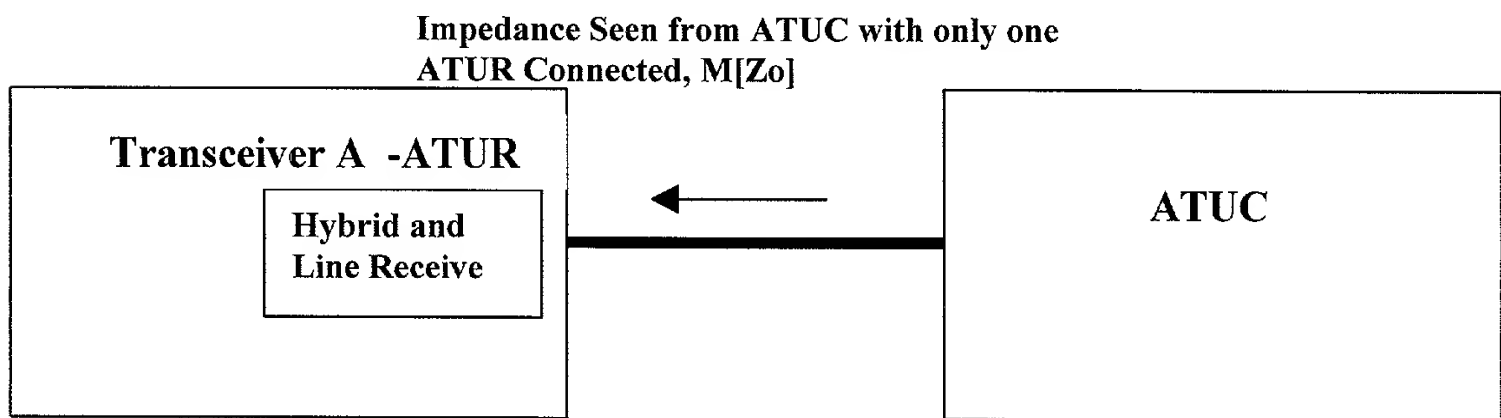 Impedance Seen from ATUC with only one
ATUR Connected, M[Zo]
Transceiver A -ATUR
Hybrid and
Line Receive
ATUC